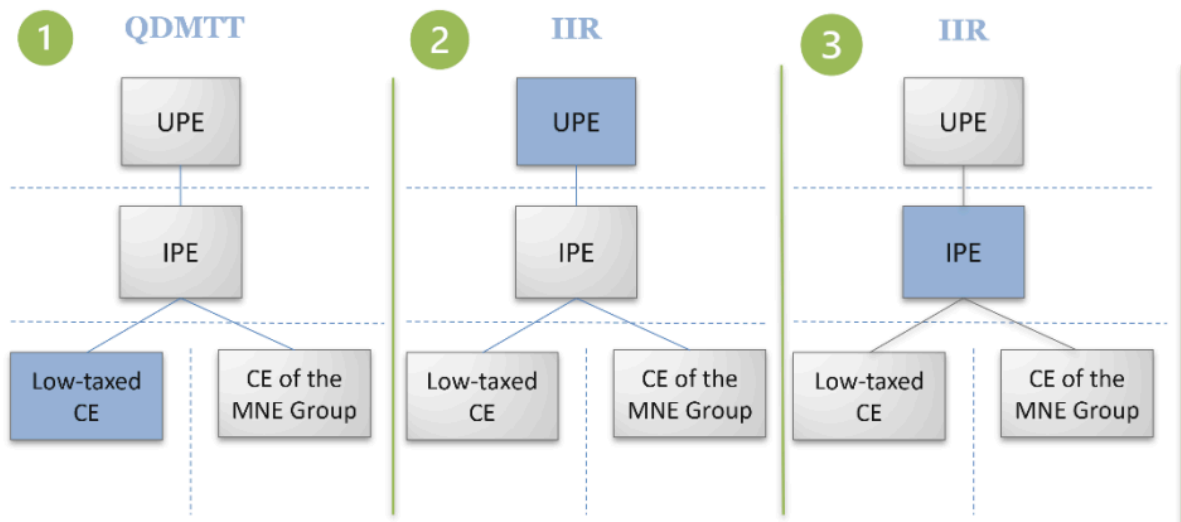 1
QDMTT
UPE
IPE
Low-taxed
CE
CE of the
MNE Group
2
IIR
UPE
IPE
Low-taxed
CE
CE of the
MNE Group
3
IIR
UPE
IPE
Low-taxed
CE
CE of the
MNE Group